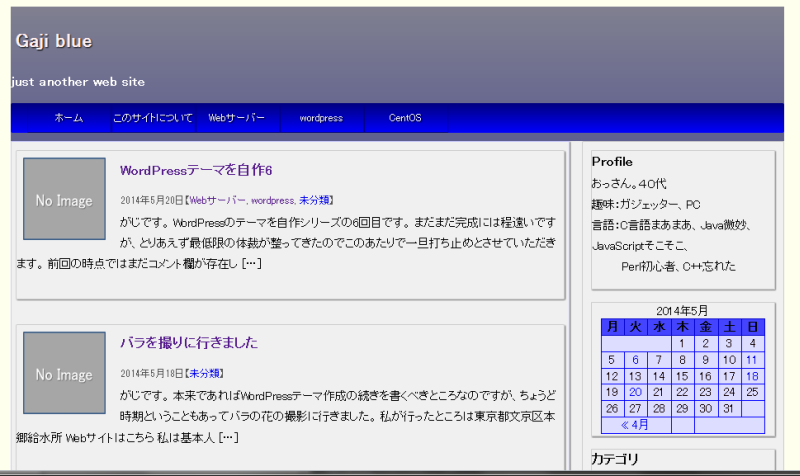 Gaji blue
just another web site
ホーム このサイトについて Webサーバー wordpress CentOS
No Image
WordPressテーマを自作6
2014年5月20日【Webサーバー, wordpress, 未分類】
がじです。 WordPressのテーマを自作シリーズの6回目です。 まだまだ完成には程遠いです
が、とりあえず最低限の体裁が整ってきたのでこのあたりで一旦打ち止めとさせていただき
ます。 前回の時点ではまだコメント欄が存在し […]
No Image
バラを撮りに行きました
2014年5月18日【未分類】
がじです。 本来であればWordPressテーマ作成の続きを書くべきところなのですが、ちょうど
時期ということもあってバラの花の撮影に行きました。 私が行ったところは東京都文京区本
郷給水所 Webサイトはこちら 私は基本人 […]
Profile
おっさん。40代
趣味：ガジェッター、PC
言語：C言語まあまあ、Java微妙、
JavaScriptそこそこ、
Perl初心者、C++忘れた
2014年5月
月 火 水 木 金 土 日
1 2 3 4
5 6 7 8 9 10 11
12 13 14 15 16 17 18
19 20 21 22 23 24 25
26 27 28 29 30 31
« 4月
カテゴリ